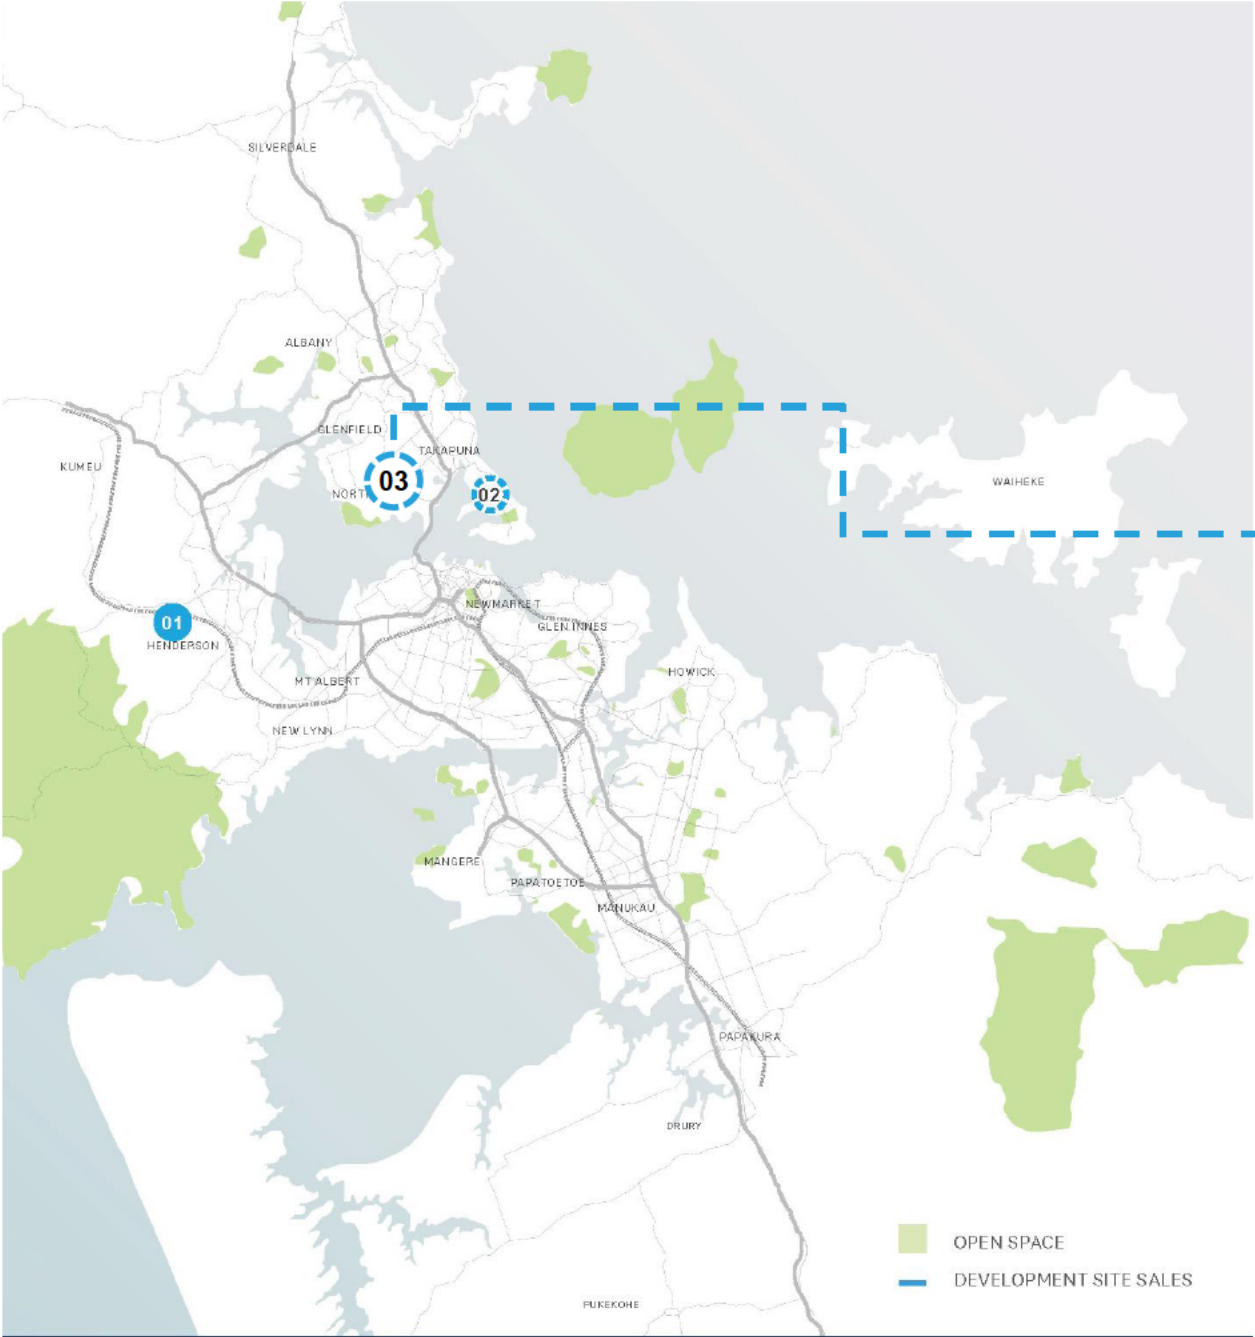 SILVERDALE
ALBANY
GLENFIELD
TAKAPUNA
KUMEU
03
WAIHEKE
NORT
02
NEWMARKET
01
GLEN INNES
HENDERSON
HOWICK
MT ALBERT
NEW LYNN
MANGERE
PAPATOETOE
MANUKAU
PAPAKURA
DRURY
OPEN SPACE
DEVELOPMENT SITE SALES
PUKEKOHE